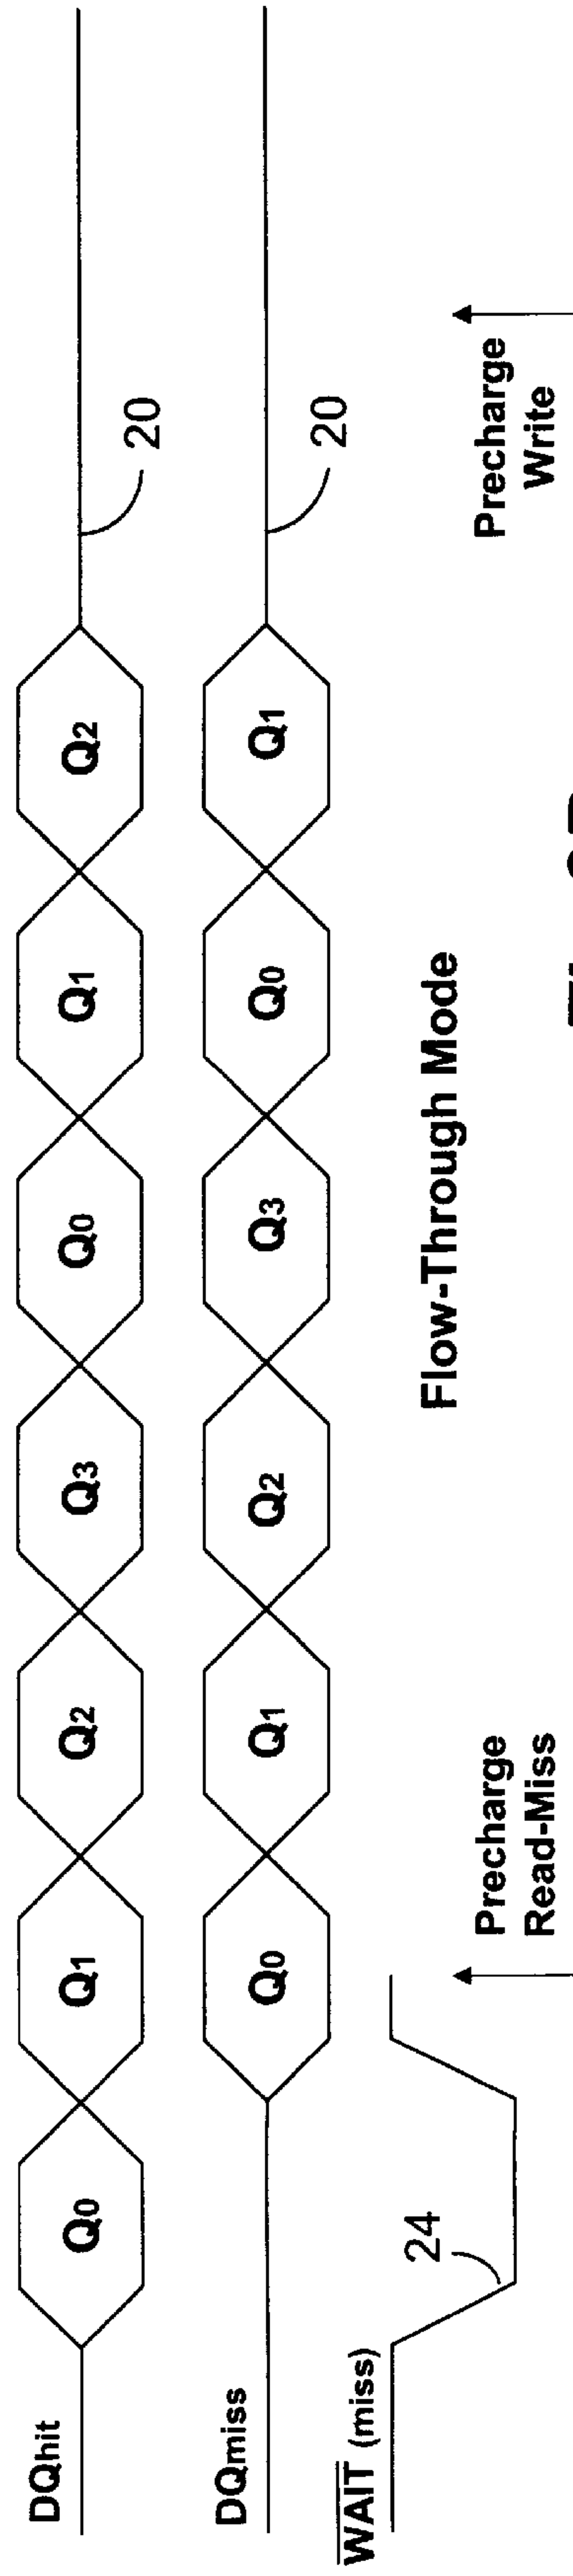 DQhit
Q0
Q1
Q2
Q3
Q0
Q1
Q2
20
DQmiss
Q0
Q1
Q2
Q3
Q0
Q1
20
WAIT (miss)
24
Flow-Through Mode
Precharge
Read-Miss
Precharge
Write